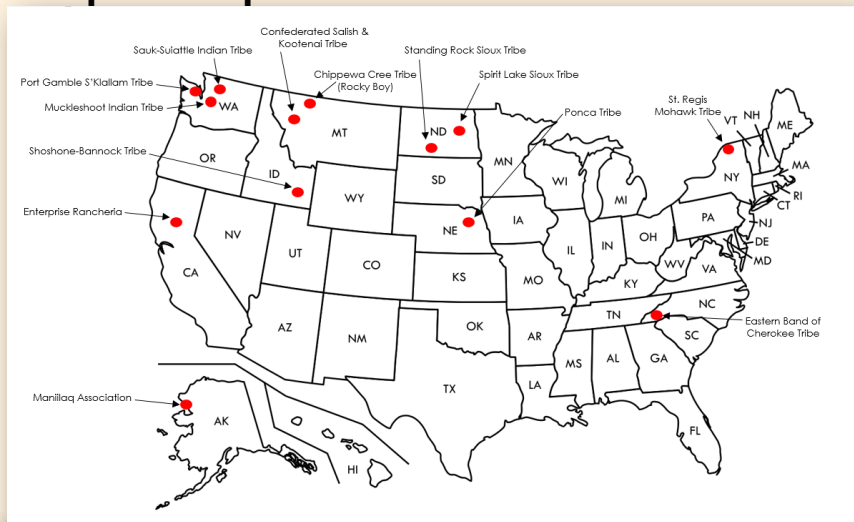 Confederated Salish &
Kootenai Tribe
Sauk-Suiattle Indian Tribe
Standing Rock Sioux Tribe
Port Gamble S'Klallam Tribe
Chippewa Cree Tribe
(Rocky Boy)
Spirit Lake Sioux Tribe
Muckleshoot Indian Tribe
Ponca Tribe
St. Regis
Mohawk Tribe
Shoshone-Bannock Tribe
Enterprise Rancheria
Eastern Band of
Cherokee Tribe
Maniilaq Association
WA
MT
ND
MN
VT
NH
ME
OR
ID
WY
SD
WI
MI
NY
MA
RI
CT
NV
NE
IA
PA
NJ
CA
UT
CO
KS
IL
IN
OH
DE
MD
WV
VA
MO
KY
AZ
NM
OK
AR
TN
NC
SC
TX
LA
MS
AL
GA
FL
AK
HI